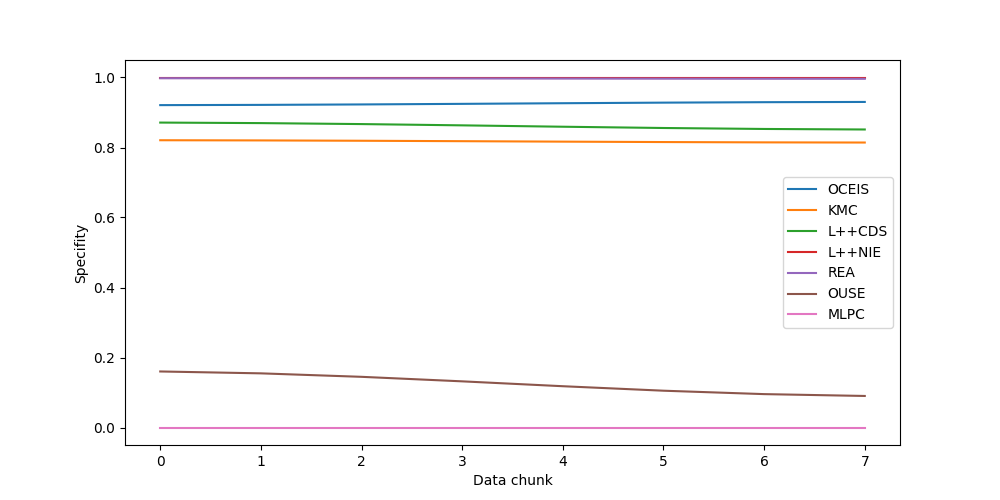 1.0
0.8
0.6
0.4
0.2
0.0
Specifity
0 1 2 3 4 5 6 7
Data chunk
OCEIS
KMC
L++CDS
L++NIE
REA
OUSE
MLPC